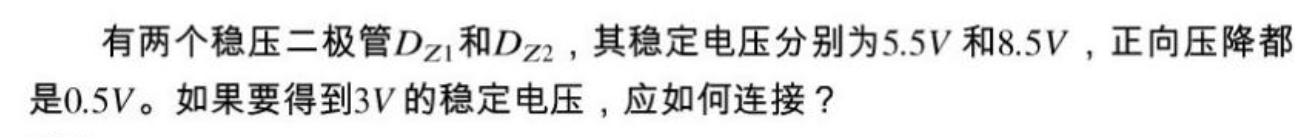 有两个稳压二极管D_{Z1}和D_{Z2}，其稳定电压分别为5.5V 和8.5V，正向压降都
是0.5V。如果要得到3V 的稳定电压，应如何连接？